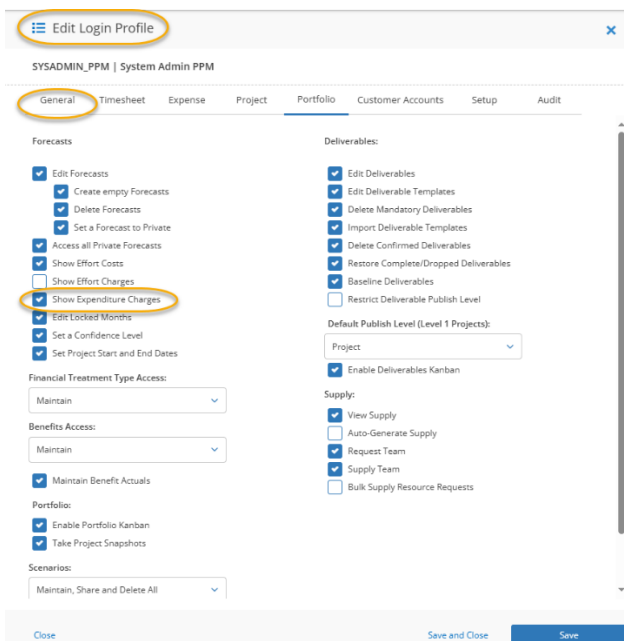 Edit Login Profile
SYSADMIN_PPM | System Admin PPM
General Timesheet Expense Project Portfolio Customer Accounts Setup Audit
Forecasts
Edit Forecasts
Create empty Forecasts
Delete Forecasts
Set a Forecast to Private
Access all Private Forecasts
Show Effort Costs
Show Effort Charges
Show Expenditure Charges
Edit Locked Months
Set a Confidence Level
Set Project Start and End Dates
Financial Treatment Type Access:
Maintain
Benefits Access:
Maintain
Maintain Benefit Actuals
Portfolio:
Enable Portfolio Kanban
Take Project Snapshots
Scenarios:
Maintain, Share and Delete All
Deliverables:
Edit Deliverables
Edit Deliverable Templates
Delete Mandatory Deliverables
Import Deliverable Templates
Delete Confirmed Deliverables
Restore Complete/Dropped Deliverables
Baseline Deliverables
Restrict Deliverable Publish Level
Default Publish Level (Level 1 Projects):
Project
Enable Deliverables Kanban
Supply:
View Supply
Auto-Generate Supply
Request Team
Supply Team
Bulk Supply Resource Requests
Close Save and Close Save